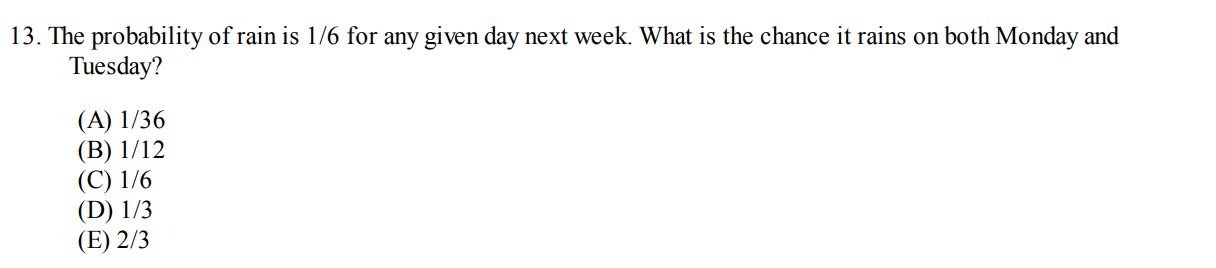 13. The probability of rain is 1/6 for any given day next week. What is the chance it rains on both Monday and
Tuesday?
(A) 1/36
(B) 1/12
(C) 1/6
(D) 1/3
(E) 2/3